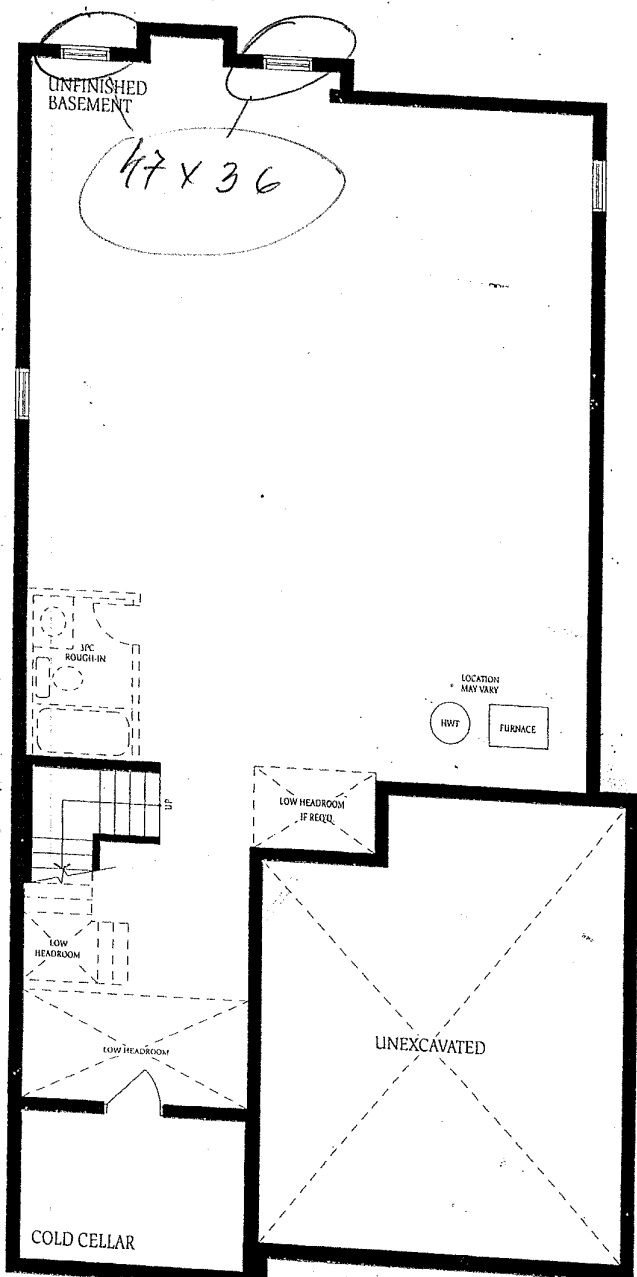 UNFINISHED
BASEMENT
47 X 36
3PC
ROUGH-IN
LOCATION
MAY VARY
HWT
FURNACE
UP
LOW HEADROOM
IF REQ'D
LOW
HEADROOM
LOW HEADROOM
UNEXCAVATED
COLD CELLAR